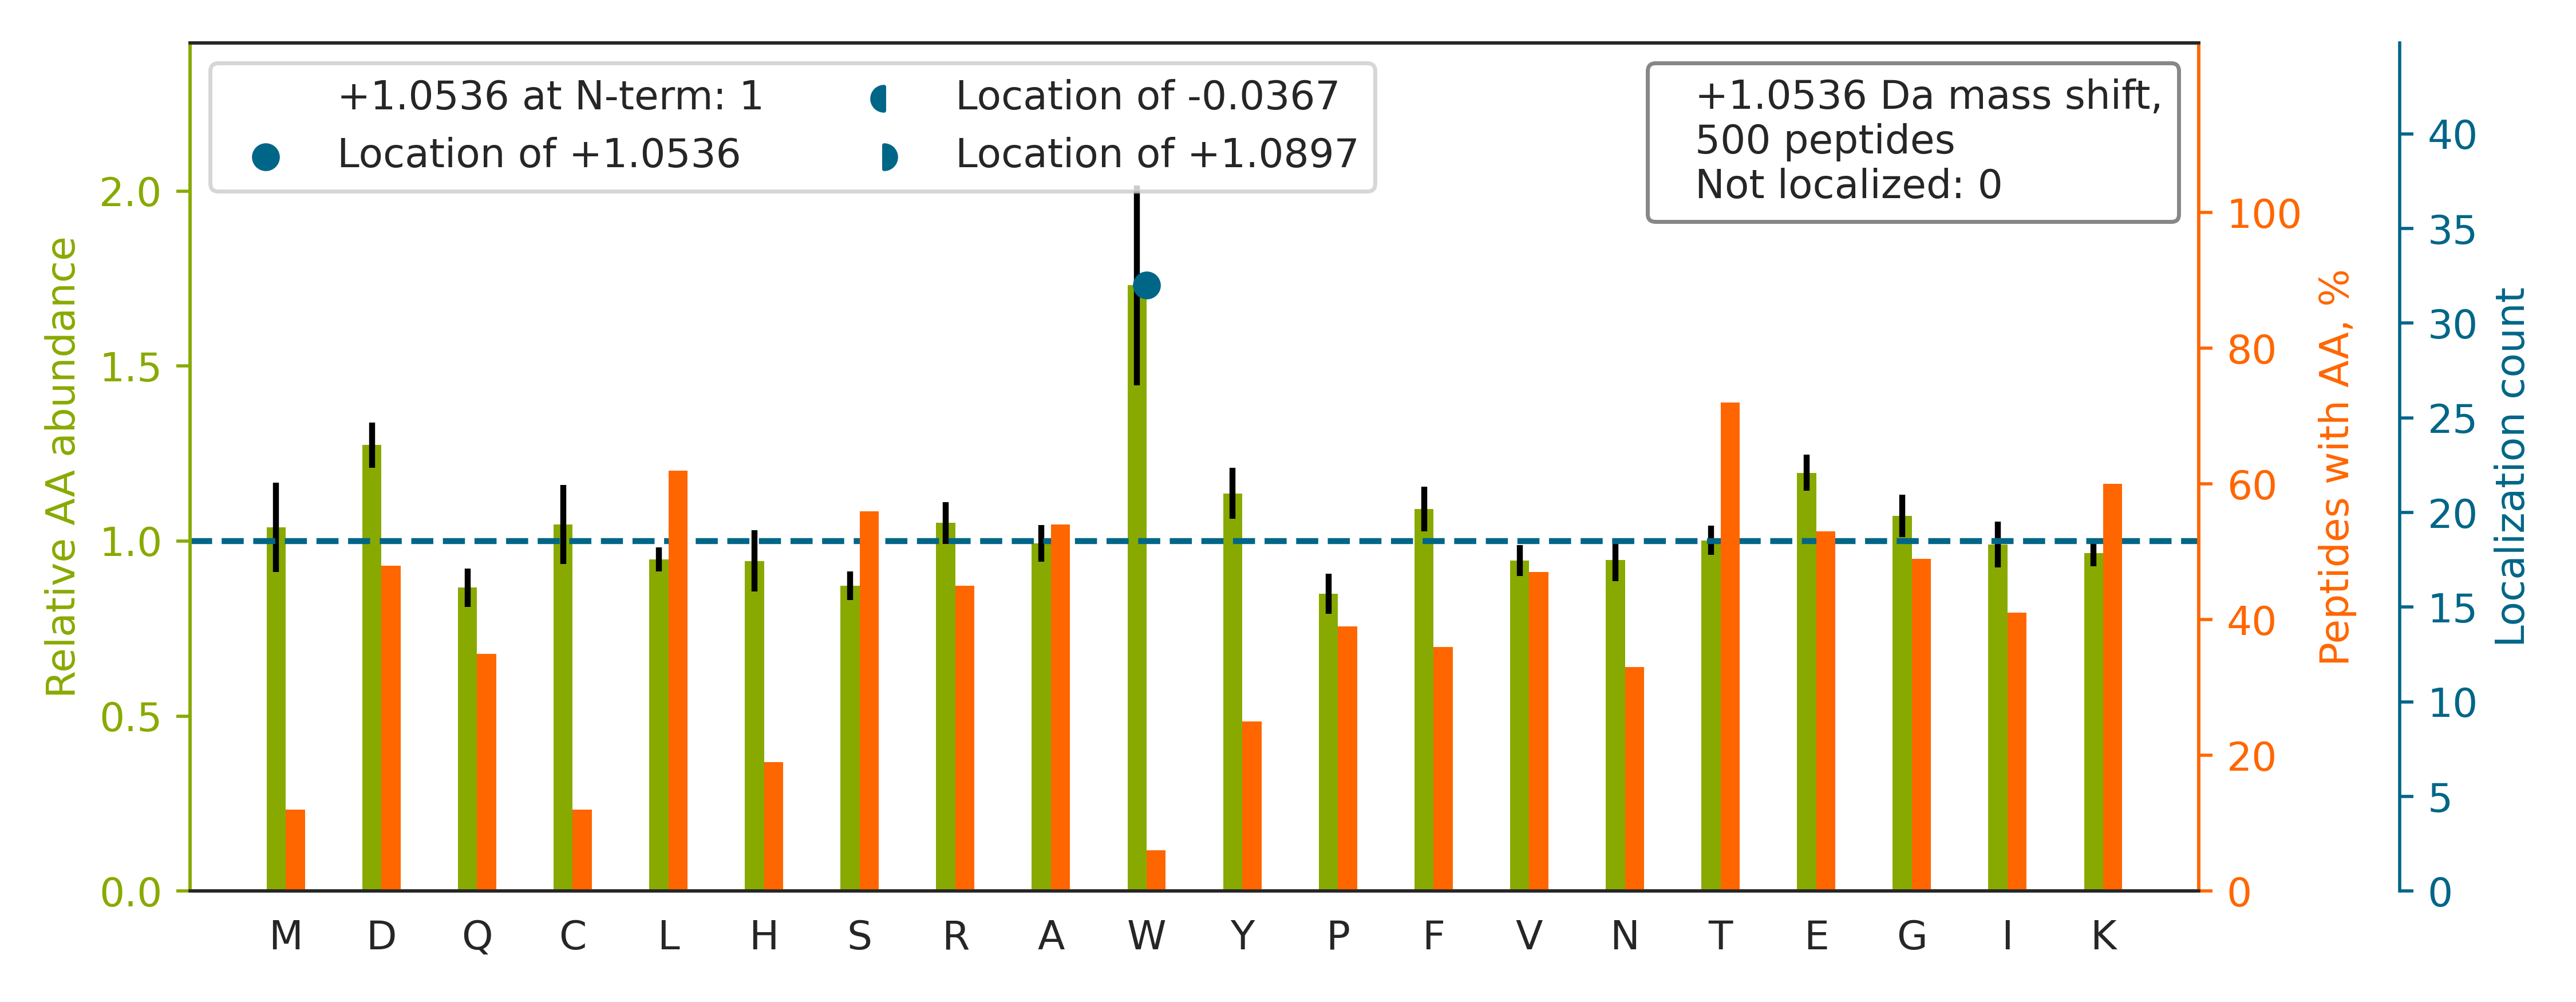 +1.0536 at N-term: 1
Location of +1.0536
Location of -0.0367
Location of +1.0897
+1.0536 Da mass shift,
500 peptides
Not localized: 0
Relative AA abundance
2.0
1.5
1.0
0.5
0.0
M D Q C L H S R A W Y P F V N T E G I K
100
80
60
40
20
0
Peptides with AA, %
40
35
30
25
20
15
10
5
0
Localization count